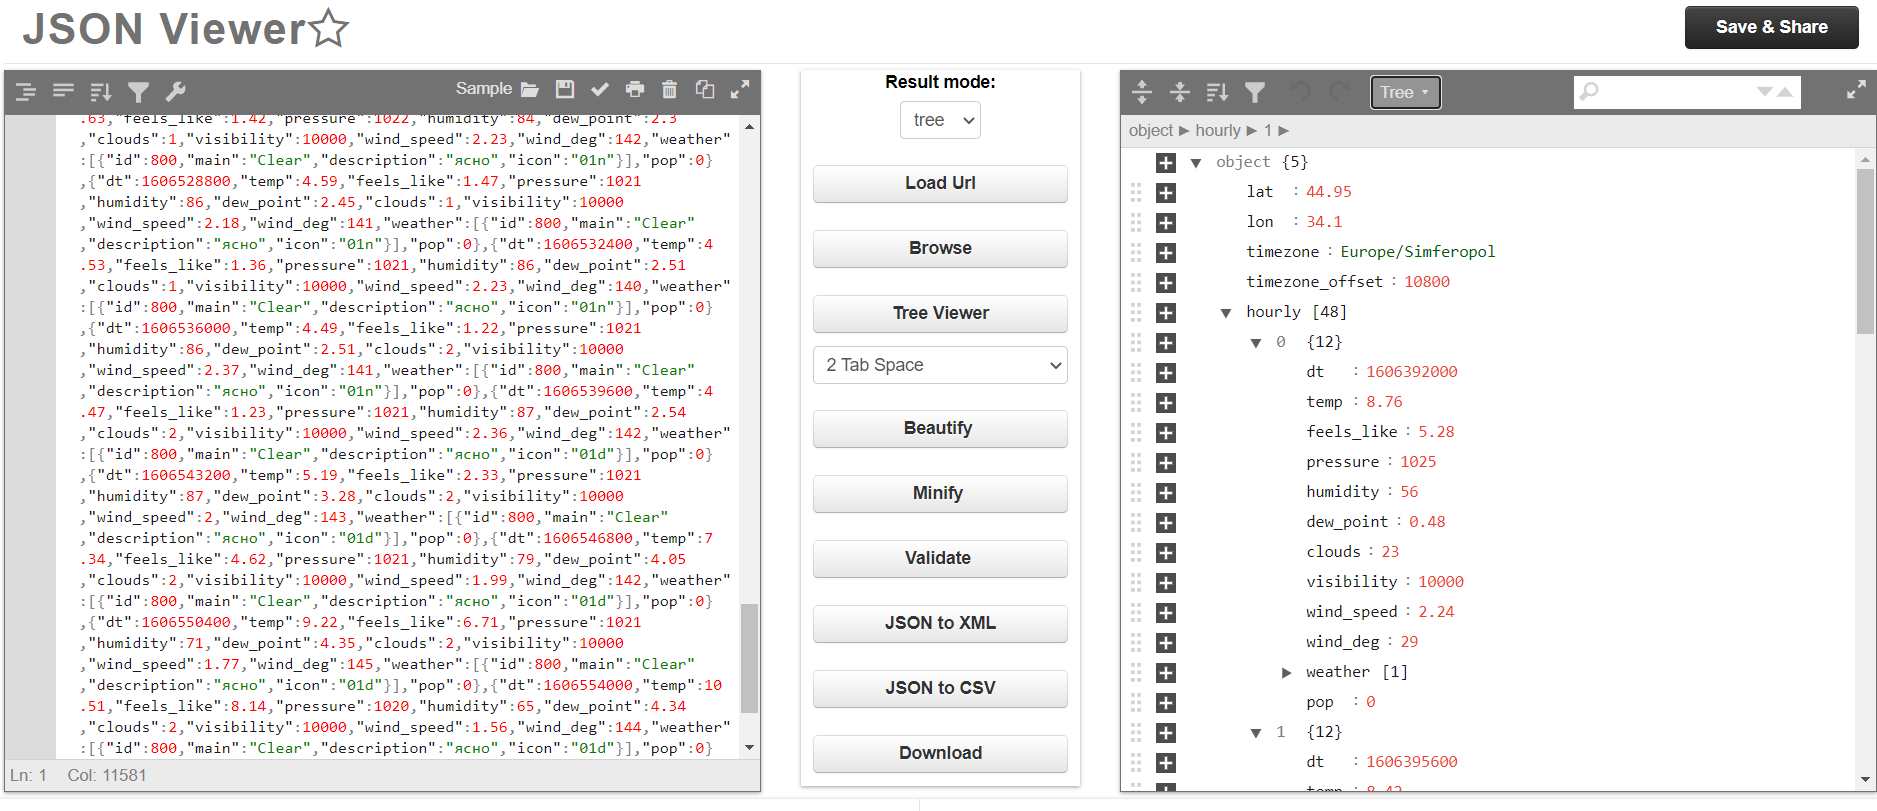 JSON Viewer
Save & Share
Sample
.63,"feels_like":1.42,"pressure":1022,"humidity":84,"dew_point":2.3
,"clouds":1,"visibility":10000,"wind_speed":2.23,"wind_deg":142,"weather"
:[{"id":800,"main":"Clear","description":"ясно","icon":"01n"}],"pop":0}
,{"dt":1606528800,"temp":4.59,"feels_like":1.47,"pressure":1021
,"humidity":86,"dew_point":2.45,"clouds":1,"visibility":10000
,"wind_speed":2.18,"wind_deg":141,"weather":[{"id":800,"main":"Clear"
,"description":"ясно","icon":"01n"}],"pop":0},{"dt":1606532400,"temp":4
.53,"feels_like":1.36,"pressure":1021,"humidity":86,"dew_point":2.51
,"clouds":1,"visibility":10000,"wind_speed":2.23,"wind_deg":140,"weather"
:[{"id":800,"main":"Clear","description":"ясно","icon":"01n"}],"pop":0}
,{"dt":1606536000,"temp":4.49,"feels_like":1.22,"pressure":1021
,"humidity":86,"dew_point":2.51,"clouds":2,"visibility":10000
,"wind_speed":2.37,"wind_deg":141,"weather":[{"id":800,"main":"Clear"
,"description":"ясно","icon":"01n"}],"pop":0},{"dt":1606539600,"temp":4
.47,"feels_like":1.23,"pressure":1021,"humidity":87,"dew_point":2.54
,"clouds":2,"visibility":10000,"wind_speed":2.36,"wind_deg":142,"weather"
:[{"id":800,"main":"Clear","description":"ясно","icon":"01d"}],"pop":0}
,{"dt":1606543200,"temp":5.19,"feels_like":2.33,"pressure":1021
,"humidity":87,"dew_point":3.28,"clouds":2,"visibility":10000
,"wind_speed":2,"wind_deg":143,"weather":[{"id":800,"main":"Clear"
,"description":"ясно","icon":"01d"}],"pop":0},{"dt":1606546800,"temp":7
.34,"feels_like":4.62,"pressure":1021,"humidity":79,"dew_point":4.05
,"clouds":2,"visibility":10000,"wind_speed":1.99,"wind_deg":142,"weather"
:[{"id":800,"main":"Clear","description":"ясно","icon":"01d"}],"pop":0}
,{"dt":1606550400,"temp":9.22,"feels_like":6.71,"pressure":1021
,"humidity":71,"dew_point":4.35,"clouds":2,"visibility":10000
,"wind_speed":1.77,"wind_deg":145,"weather":[{"id":800,"main":"Clear"
,"description":"ясно","icon":"01d"}],"pop":0},{"dt":1606554000,"temp":10
.51,"feels_like":8.14,"pressure":1020,"humidity":65,"dew_point":4.34
,"clouds":2,"visibility":10000,"wind_speed":1.56,"wind_deg":144,"weather"
:[{"id":800,"main":"Clear","description":"ясно","icon":"01d"}],"pop":0}
Ln: 1 Col: 11581
Result mode:
tree
Load Url
Browse
Tree Viewer
2 Tab Space
Beautify
Minify
Validate
JSON to XML
JSON to CSV
Download
Tree
object ► hourly ► 1 ►
object {5}
lat : 44.95
lon : 34.1
timezone : Europe/Simferopol
timezone_offset : 10800
hourly [48]
0 {12}
dt : 1606392000
temp : 8.76
feels_like : 5.28
pressure : 1025
humidity : 56
dew_point : 0.48
clouds : 23
visibility : 10000
wind_speed : 2.24
wind_deg : 29
weather [1]
pop : 0
1 {12}
dt : 1606395600
temp : 8.42